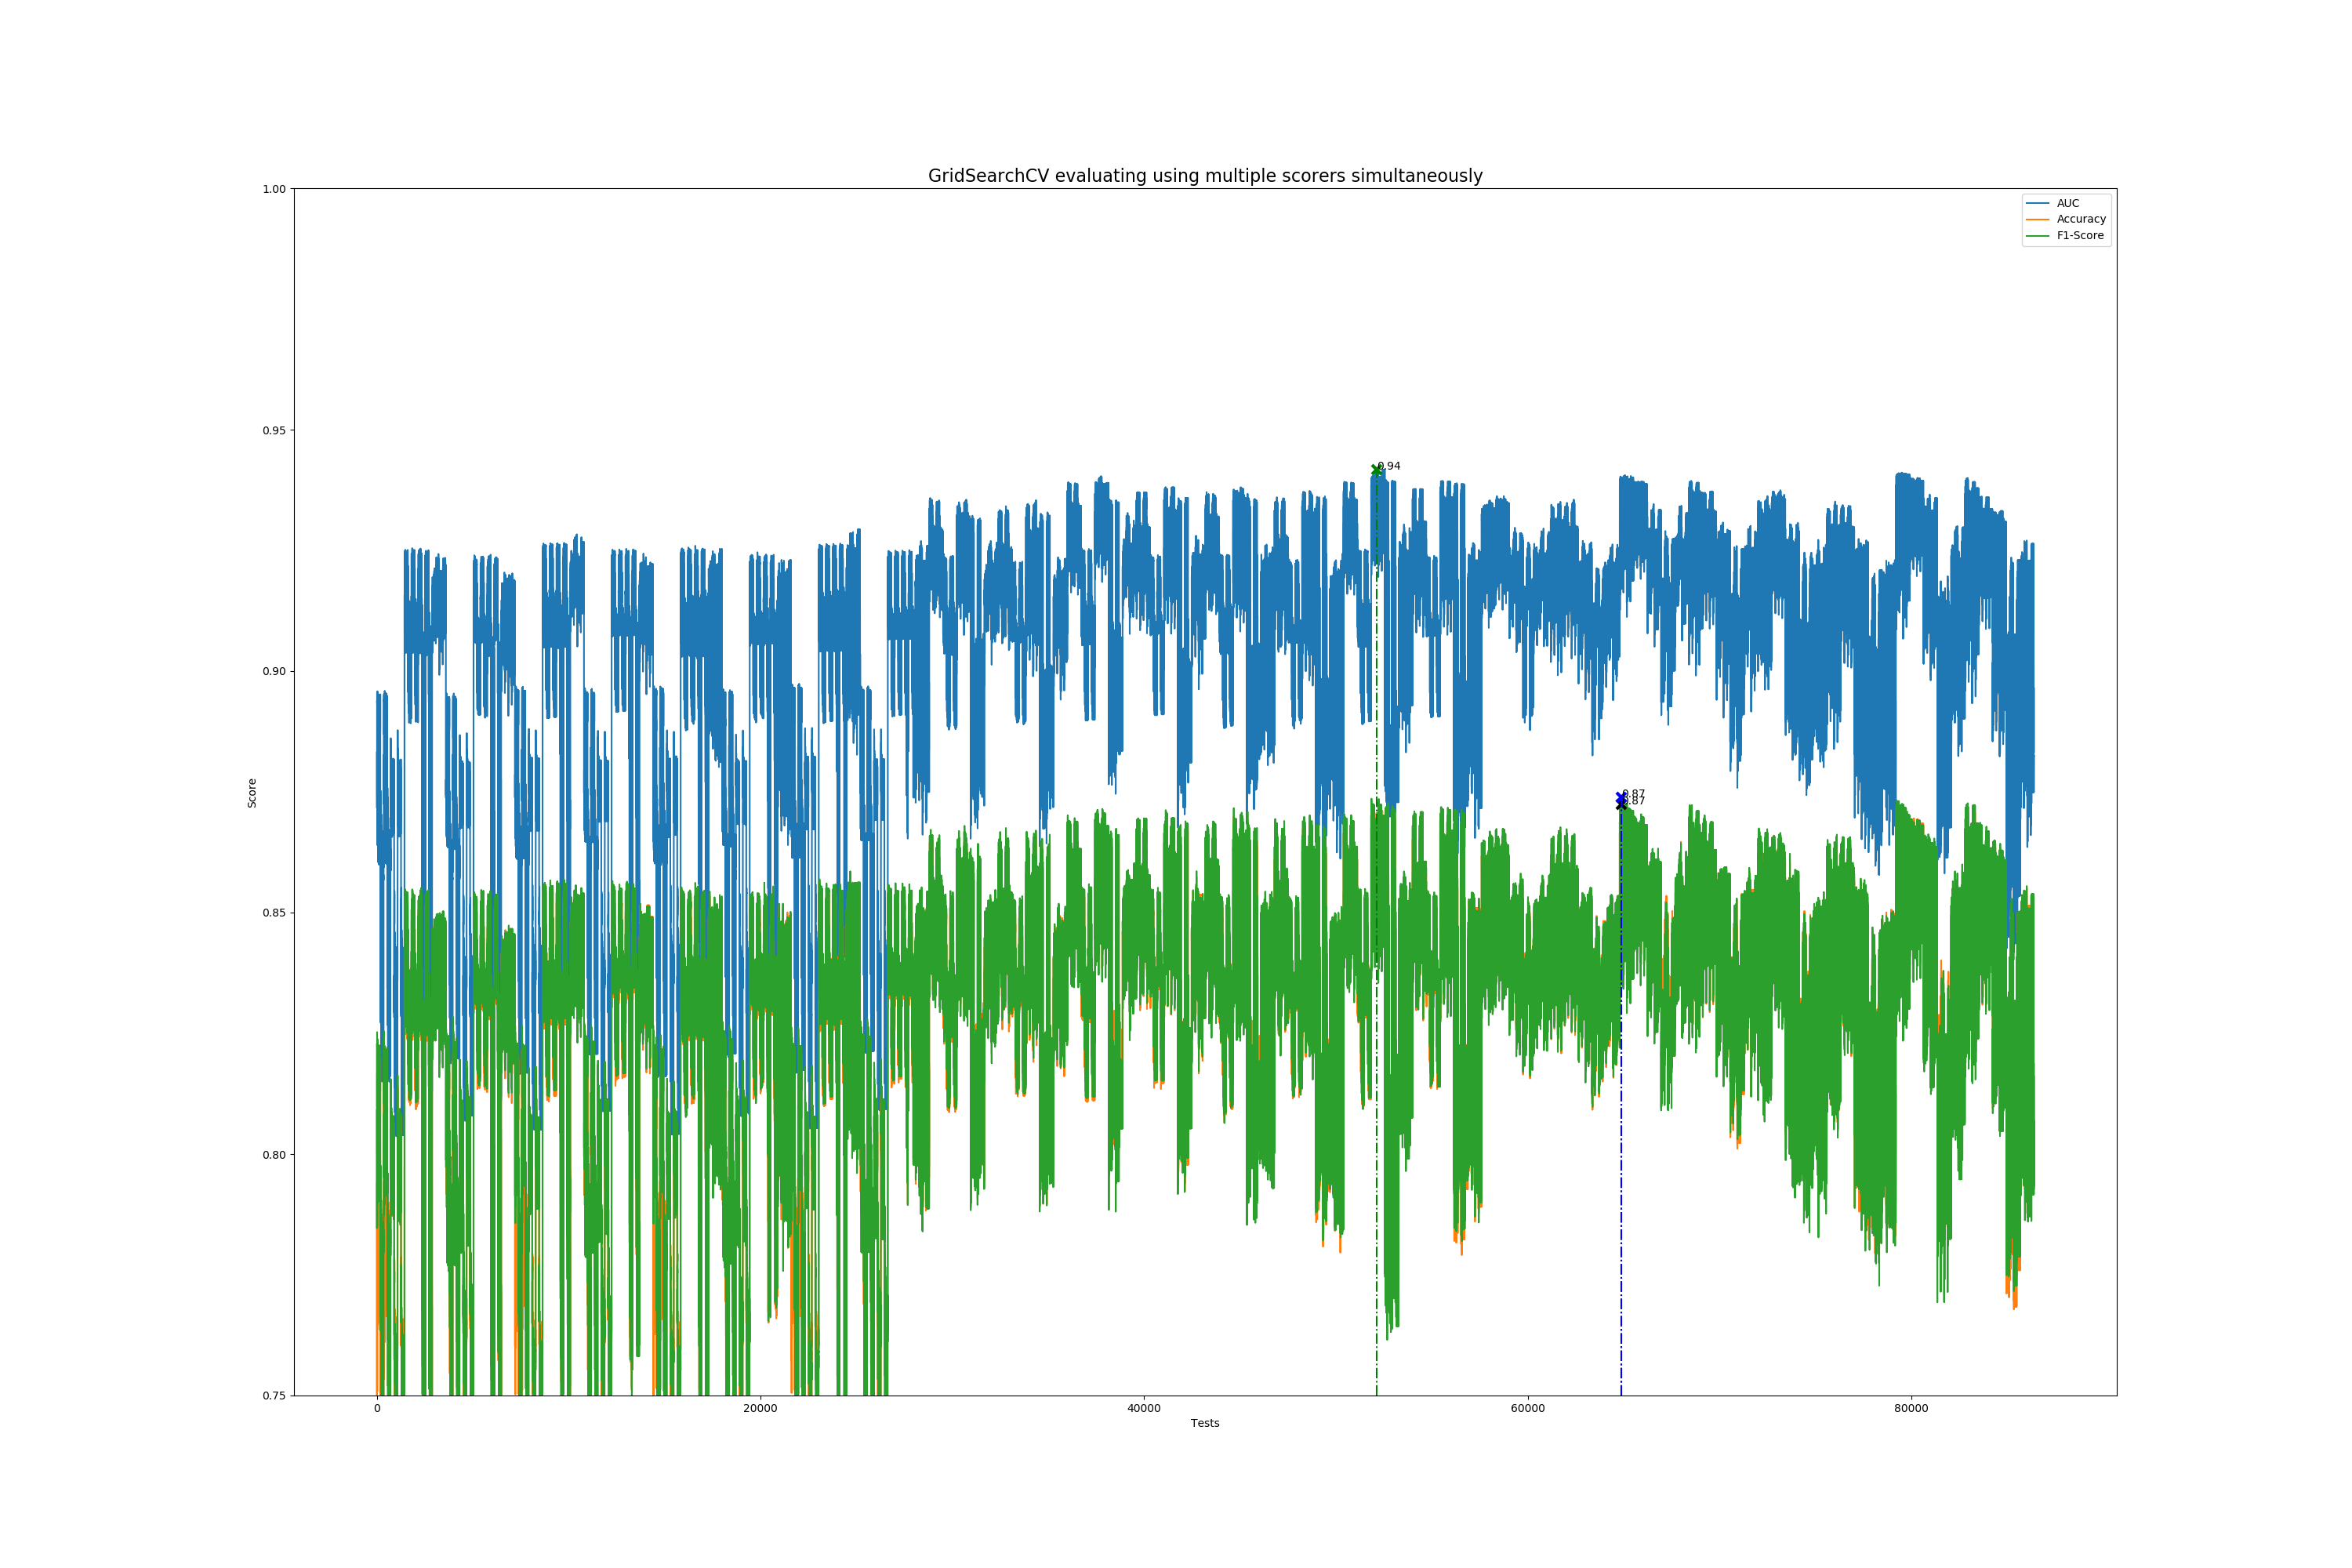 GridSearchCV evaluating using multiple scorers simultaneously
1.00
0.95
0.90
0.85
0.80
0.75
Score
AUC
Accuracy
F1-Score
0.94
0.87
0.87
0
20000
40000
60000
80000
Tests